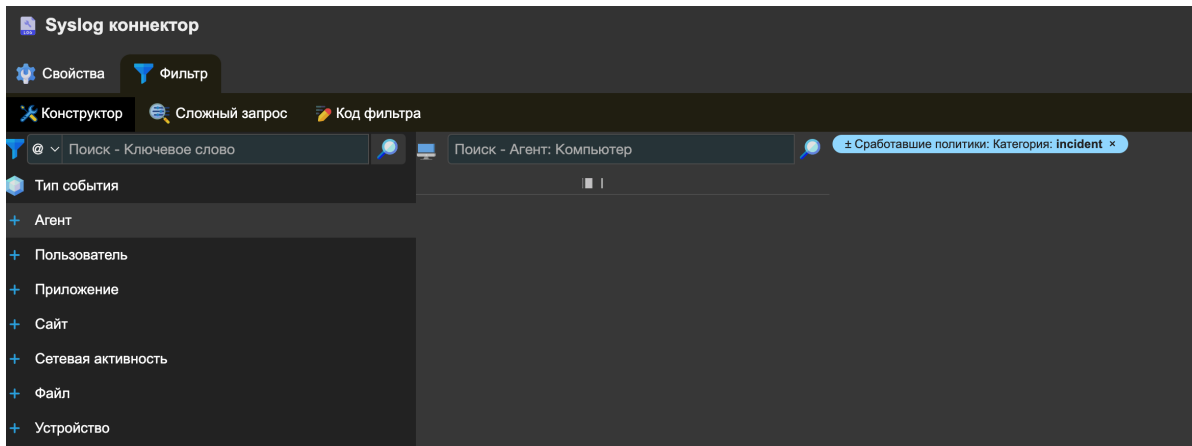 Syslog коннектор
Свойства Фильтр
Конструктор Сложный запрос Код фильтра
@ Поиск - Ключевое слово Поиск - Агент: Компьютер ± Сработавшие политики: Категория: incident ×
Тип события
+ Агент
+ Пользователь
+ Приложение
+ Сайт
+ Сетевая активность
+ Файл
+ Устройство